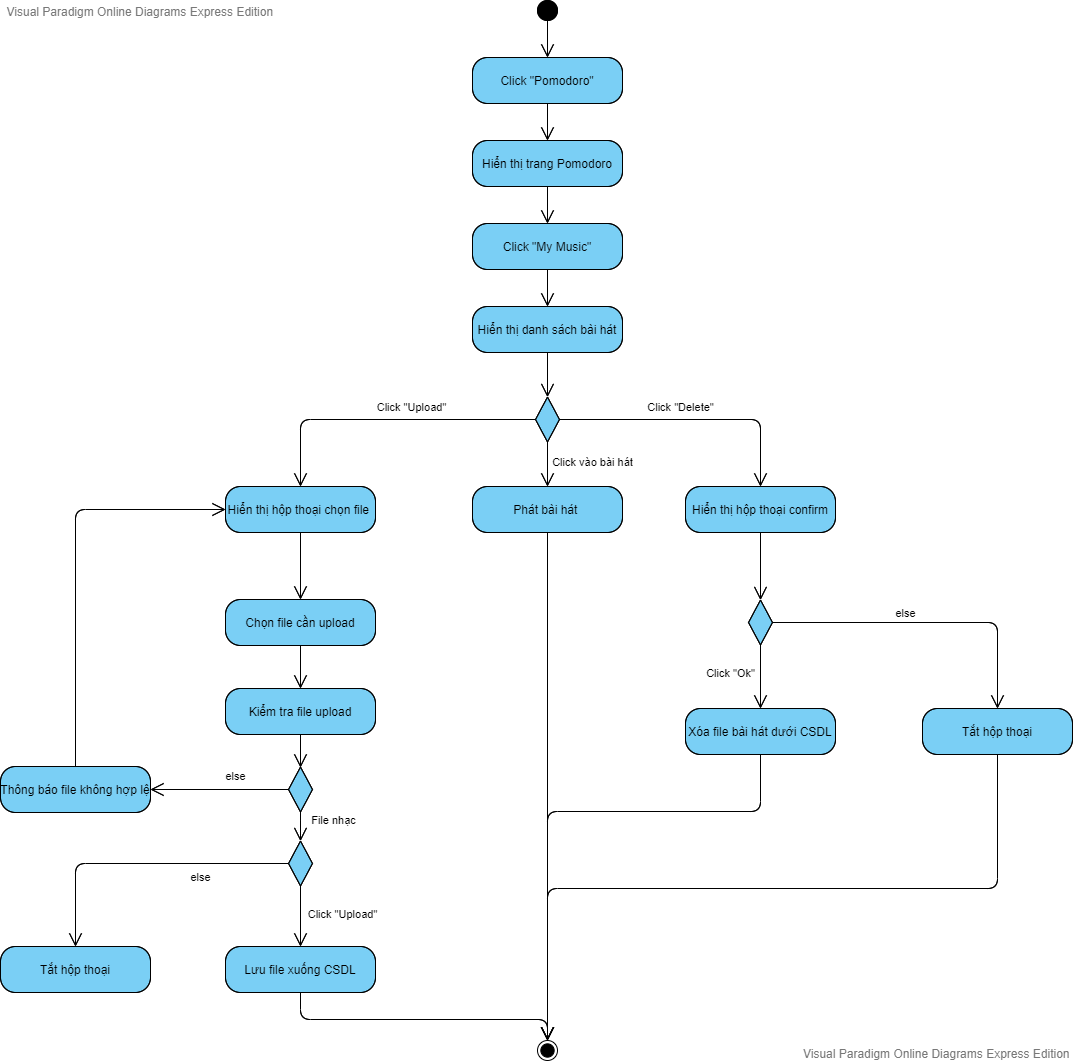 Visual Paradigm Online Diagrams Express Edition
Click "Pomodoro"
Hiển thị trang Pomodoro
Click "My Music"
Hiển thị danh sách bài hát
Click "Upload"
Click "Delete"
Click vào bài hát
Hiển thị hộp thoại chọn file
Phát bài hát
Hiển thị hộp thoại confirm
Chọn file cần upload
else
Click "Ok"
Kiểm tra file upload
Xóa file bài hát dưới CSDL
Tắt hộp thoại
else
Thông báo file không hợp lệ
File nhạc
else
Click "Upload"
Tắt hộp thoại
Lưu file xuống CSDL
Visual Paradigm Online Diagrams Express Edition